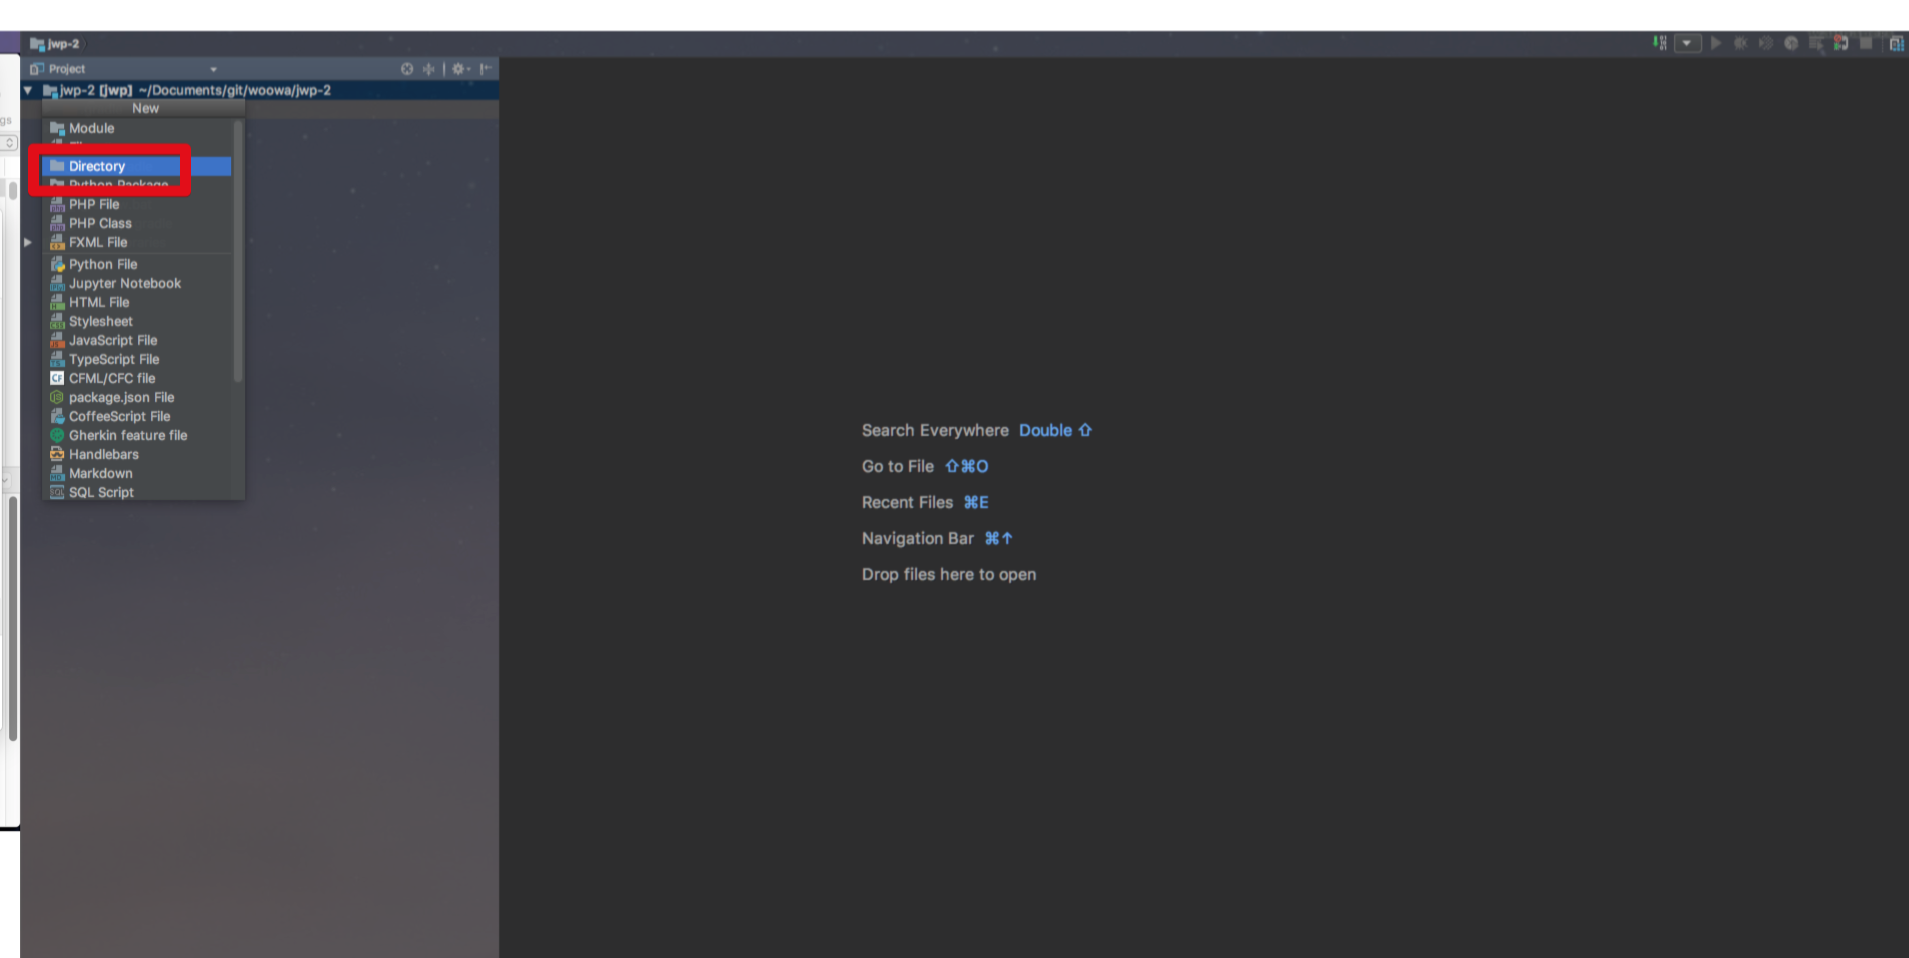 jwp-2
Project
jwp-2 [jwp] ~/Documents/git/woowa/jwp-2
New
gs
Module
Directory
Python Package
PHP File
PHP Class
FXML File
Python File
Jupyter Notebook
HTML File
Stylesheet
JavaScript File
TypeScript File
CFML/CFC file
package.json File
CoffeeScript File
Gherkin feature file
Handlebars
Markdown
SQL Script
Search Everywhere Double ⇧
Go to File ⇧⌘O
Recent Files ⌘E
Navigation Bar ⌘↑
Drop files here to open